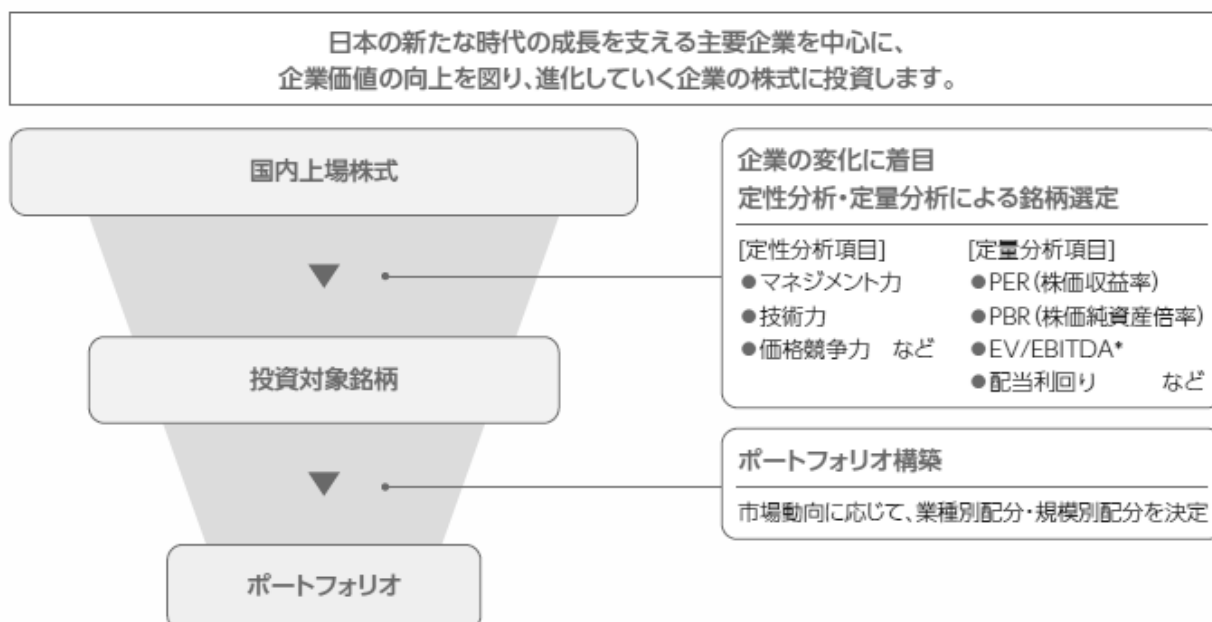 日本の新たな時代の成長を支える主要企業を中心に、
企業価値の向上を図り、進化していく企業の株式に投資します。
国内上場株式
企業の変化に着目
定性分析・定量分析による銘柄選定
[定性分析項目]
●マネジメント力
●技術力
●価格競争力 など
[定量分析項目]
●PER(株価収益率)
●PBR(株価純資産倍率)
●EV/EBITDA*
●配当利回り など
投資対象銘柄
ポートフォリオ構築
市場動向に応じて、業種別配分・規模別配分を決定
ポートフォリオ